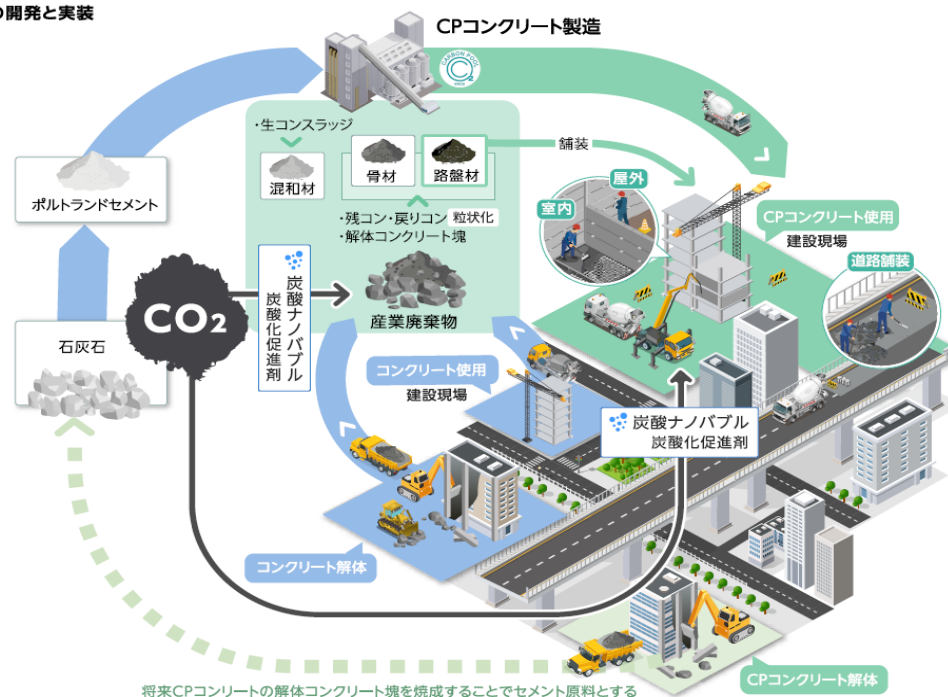 の開発と実装
CPコンクリート製造
CARBON POOL
C2
・生コンスラッジ
混和材
骨材
路盤材
舗装
・残コン・戻りコン 粒状化
・解体コンクリート塊
ポルトランドセメント
石灰石
CO2
炭酸ナノバブル
炭酸化促進剤
産業廃棄物
室内
屋外
CPコンクリート使用
建設現場
道路舗装
コンクリート使用
建設現場
炭酸ナノバブル
炭酸化促進剤
コンクリート解体
CPコンクリート解体
将来CPコンリートの解体コンクリート塊を焼成することでセメント原料とする